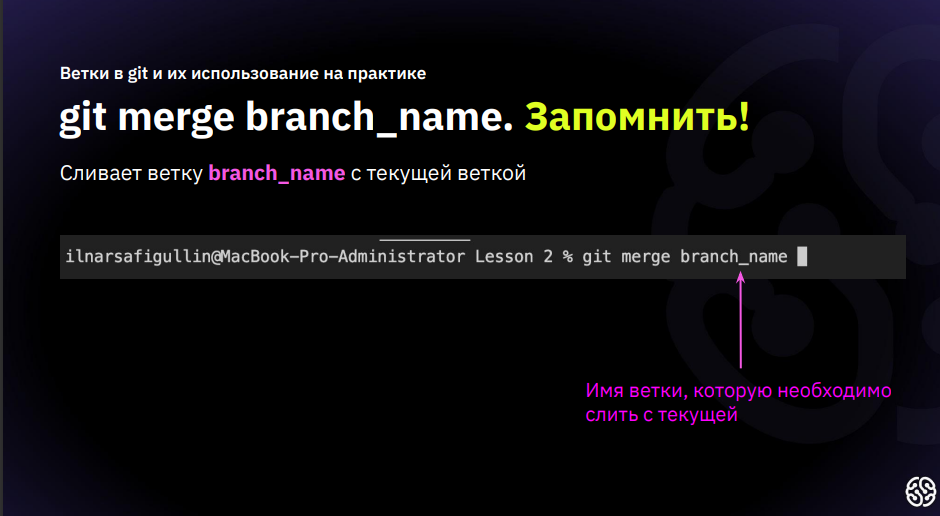 Ветки в git и их использование на практике
git merge branch_name. Запомнить!
Сливает ветку branch_name с текущей веткой
ilnarsafigullin@MacBook-Pro-Administrator Lesson 2 % git merge branch_name
Имя ветки, которую необходимо
слить с текущей